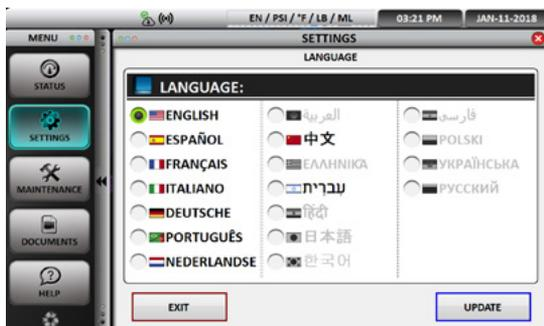 EN / PSI / °F / LB / ML
03:21 PM
JAN-11-2018
MENU
SETTINGS
LANGUAGE
STATUS
SETTINGS
MAINTENANCE
DOCUMENTS
HELP
LANGUAGE:
ENGLISH
ESPAÑOL
FRANÇAIS
ITALIANO
DEUTSCHE
PORTUGUÊS
NEDERLANDSE
العربية
中文
ΕΛΛΗΝΙΚΆ
עברית
हिंदी
日本語
한국어
فارسی
POLSKI
УКРАЇНСЬКА
РУССКИЙ
EXIT
UPDATE